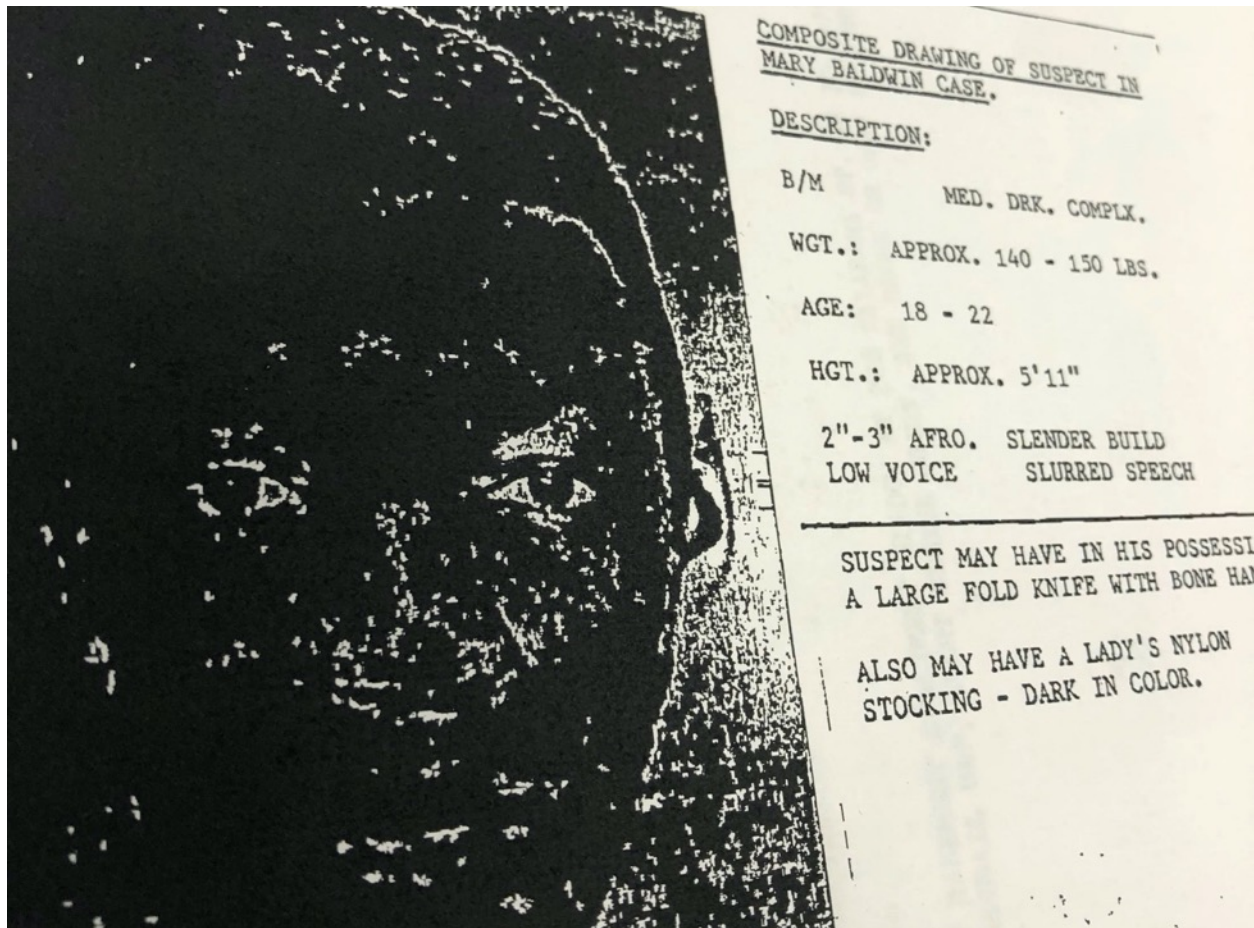 COMPOSITE DRAWING OF SUSPECT IN
MARY BALDWIN CASE.
DESCRIPTION:
B/M MED. DRK. COMPLX.
WGT.: APPROX. 140 - 150 LBS.
AGE: 18 - 22
HGT.: APPROX. 5'11"
2"-3" AFRO. SLENDER BUILD
LOW VOICE SLURRED SPEECH
SUSPECT MAY HAVE IN HIS POSSESSI
A LARGE FOLD KNIFE WITH BONE HAN
ALSO MAY HAVE A LADY'S NYLON
STOCKING - DARK IN COLOR.